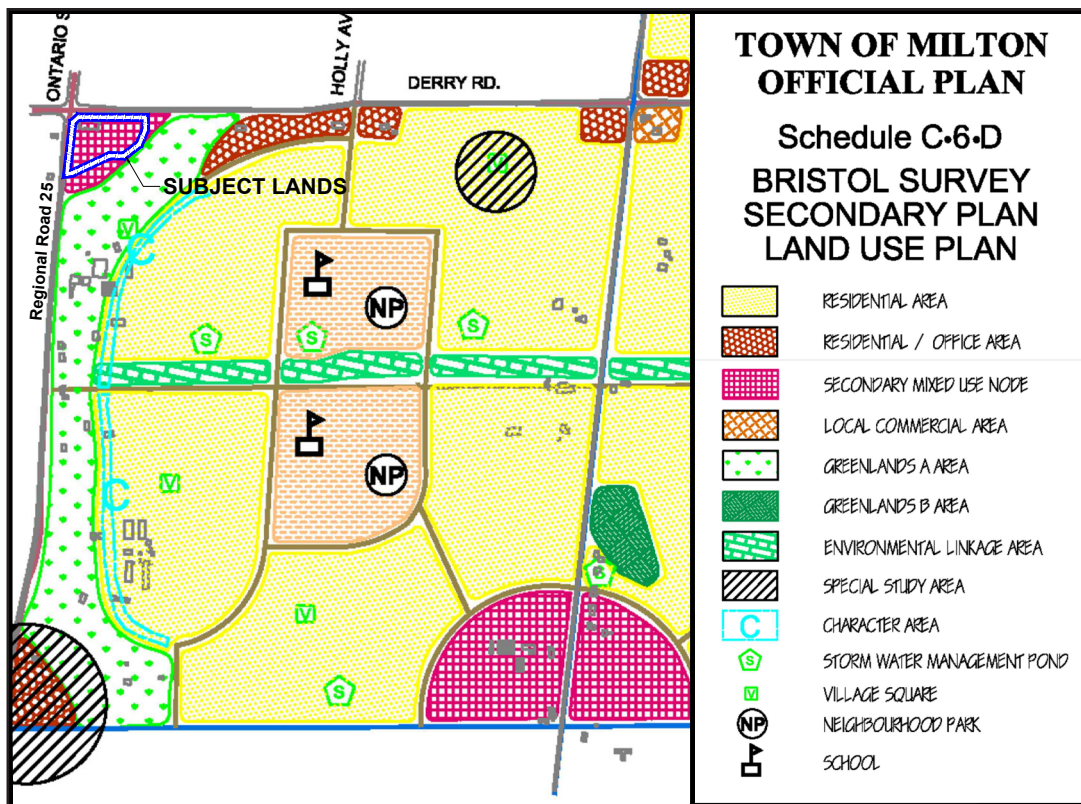 ONTARIO S
HOLLY AV
DERRY RD.
SUBJECT LANDS
Regional Road 25
V
C
S
S
S
NP
NP
V
C
V
S
S
TOWN OF MILTON
OFFICIAL PLAN
Schedule C•6•D
BRISTOL SURVEY
SECONDARY PLAN
LAND USE PLAN
RESIDENTIAL AREA
RESIDENTIAL / OFFICE AREA
SECONDARY MIXED USE NODE
LOCAL COMMERCIAL AREA
GREENLANDS A AREA
GREENLANDS B AREA
ENVIRONMENTAL LINKAGE AREA
SPECIAL STUDY AREA
C CHARACTER AREA
S STORM WATER MANAGEMENT POND
V VILLAGE SQUARE
NP NEIGHBOURHOOD PARK
SCHOOL